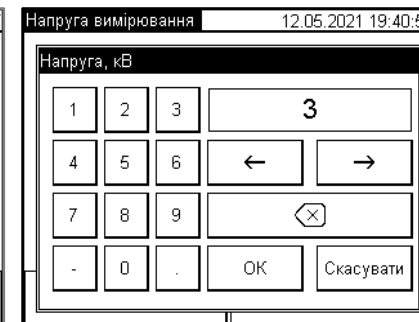 Напруга вимірювання 12.05.2021 19:40:5
Напруга, кВ
1 2 3 3
4 5 6 ← →
7 8 9
- 0 . ОК Скасувати